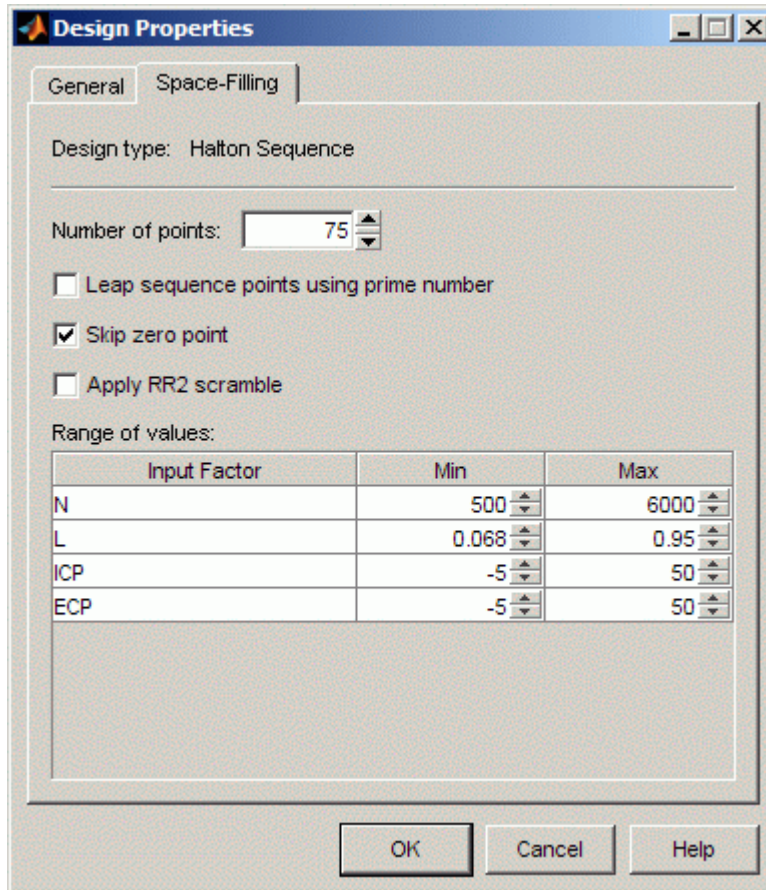 Design Properties
General Space-Filling
Design type: Halton Sequence
Number of points: 75
Leap sequence points using prime number
Skip zero point
Apply RR2 scramble
Range of values:
Input Factor Min Max
N 500 6000
L 0.068 0.95
ICP -5 50
ECP -5 50
OK Cancel Help